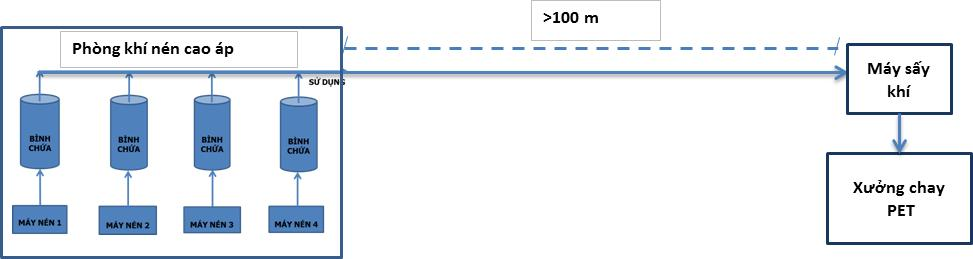 >100 m
Phòng khí nén cao áp
SỬ DỤNG
Máy sấy
khí
BÌNH
CHỨA
BÌNH
CHỨA
BÌNH
CHỨA
BÌNH
CHỨA
Xưởng chay
PET
MÁY NÉN 1
MÁY NÉN 2
MÁY NÉN 3
MÁY NÉN 4